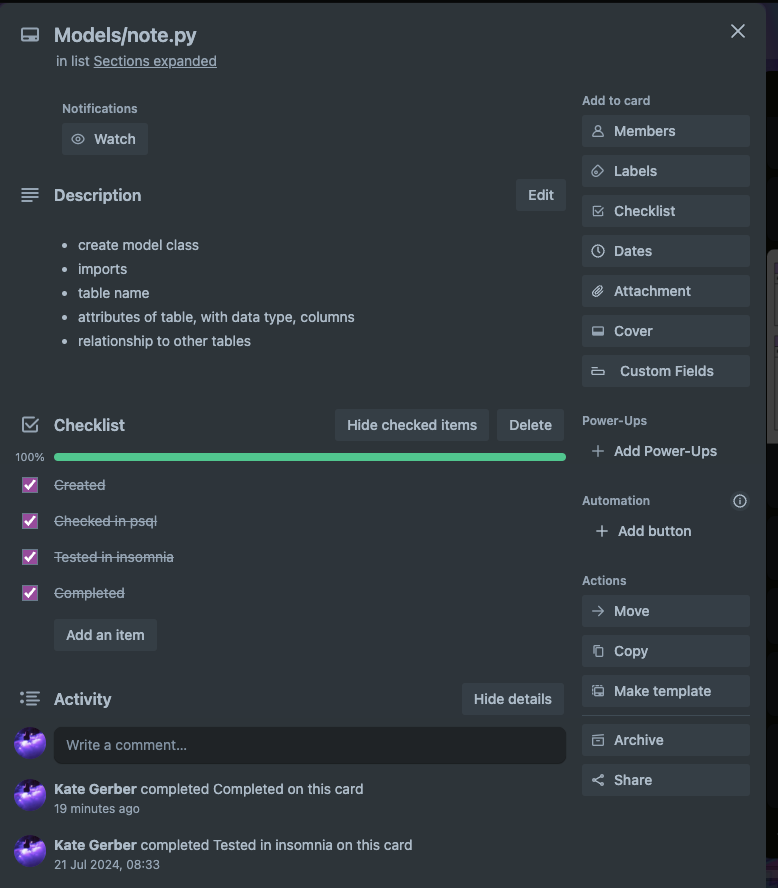 Models/note.py
in list Sections expanded
Notifications
Watch
Description
Edit
create model class
imports
table name
attributes of table, with data type, columns
relationship to other tables
Checklist
Hide checked items
Delete
100%
Created
Checked in psql
Tested in insomnia
Completed
Add an item
Activity
Hide details
Write a comment...
Kate Gerber completed Completed on this card
19 minutes ago
Kate Gerber completed Tested in insomnia on this card
21 Jul 2024, 08:33
Add to card
Members
Labels
Checklist
Dates
Attachment
Cover
Custom Fields
Power-Ups
Add Power-Ups
Automation
Add button
Actions
Move
Copy
Make template
Archive
Share